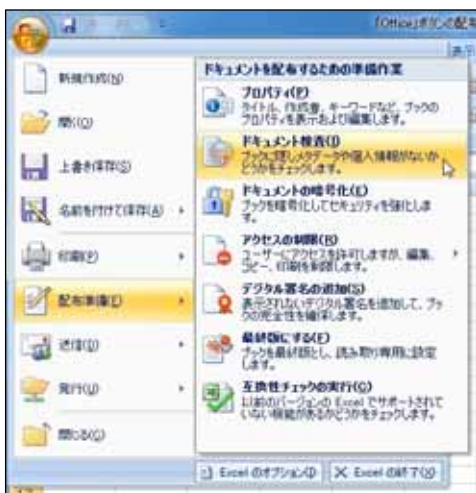 「Office」ボタンの配布
表示
新規作成(N)
開く(O)
上書き保存(S)
名前を付けて保存(A)
印刷(P)
配布準備(E)
送信(D)
発行(U)
閉じる(C)
ドキュメントを配布するための準備作業
プロパティ(P)
タイトル、作成者、キーワードなど、ブックの
プロパティを表示および編集します。
ドキュメント検査(I)
ブックに隠しメタデータや個人情報がないか
どうかをチェックします。
ドキュメントの暗号化(E)
ブックを暗号化してセキュリティを強化しま
す。
アクセスの制限(R)
ユーザーにアクセスを許可しますが、編集、
コピー、印刷を制限します。
デジタル署名の追加(S)
表示されないデジタル署名を追加して、ブッ
クの完全性を確保します。
最終版にする(F)
ブックを最終版とし、読み取り専用に設定
します。
互換性チェックの実行(C)
以前のバージョンの Excel でサポートされて
いない機能があるかどうかをチェックします。
Excel のオプション(I)
Excel の終了(X)